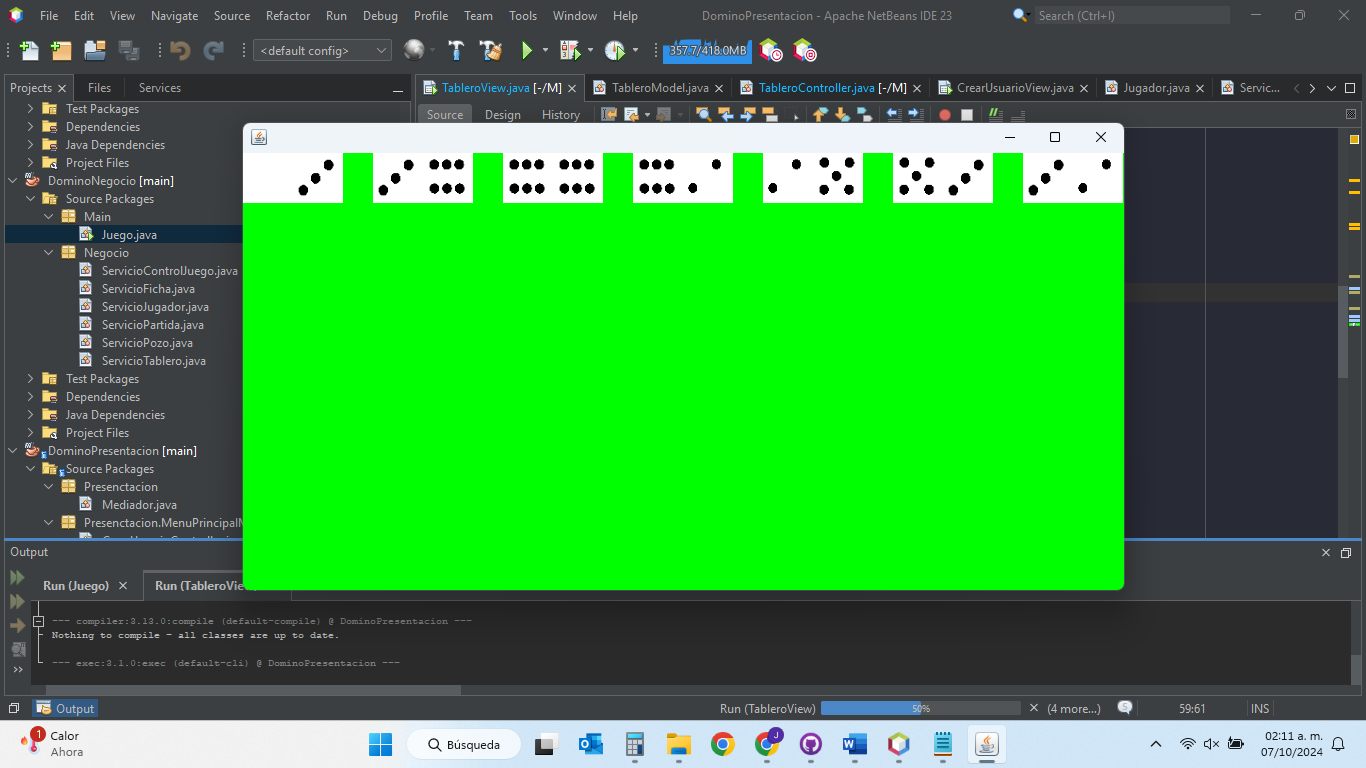 File Edit View Navigate Source Refactor Run Debug Profile Team Tools Window Help DominoPresentacion - Apache NetBeans IDE 23 Search (Ctrl+I)
<default config> 357.7/418.0MB
Projects Files Services TableroView.java [-/M] TableroModel.java TableroController.java [-/M] CrearUsuarioView.java Jugador.java Servic...
Source Design History
Test Packages
Dependencies
Java Dependencies
Project Files
DominoNegocio [main]
Source Packages
Main
Juego.java
Negocio
ServicioControlJuego.java
ServicioFicha.java
ServicioJugador.java
ServicioPartida.java
ServicioPozo.java
ServicioTablero.java
Test Packages
Dependencies
Java Dependencies
Project Files
DominoPresentacion [main]
Source Packages
Presenctacion
Mediador.java
Presenctacion.MenuPrincipal
Output
Run (Juego) Run (TableroVie
--- compiler:3.13.0:compile (default-compile) @ DominoPresentacion ---
Nothing to compile - all classes are up to date.
--- exec:3.1.0:exec (default-cli) @ DominoPresentacion ---
Output Run (TableroView) 50% (4 more...) 5 59:61 INS
1 Calor
Ahora
Búsqueda
02:11 a. m.
07/10/2024